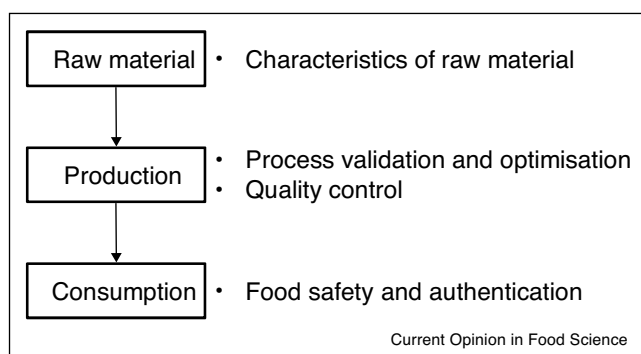 Raw material • Characteristics of raw material
Production • Process validation and optimisation
• Quality control
Consumption • Food safety and authentication
Current Opinion in Food Science